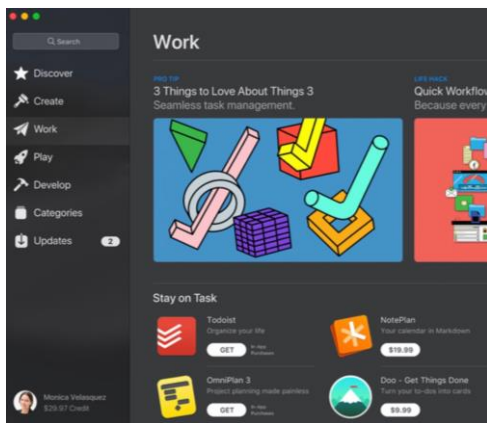 Search
Discover
Create
Work
Play
Develop
Categories
Updates 2
Monica Velasquez
$29.97 Credit
Work
PRO TIP
3 Things to Love About Things 3
Seamless task management.
LIFE HACK
Quick Workflow
Because every
Stay on Task
Todoist
Organize your life
GET
In-App
Purchases
NotePlan
Your calendar in Markdown
$19.99
OmniPlan 3
Project planning made painless
GET
In-App
Purchases
Doo - Get Things Done
Turn your to-dos into cards
$9.99